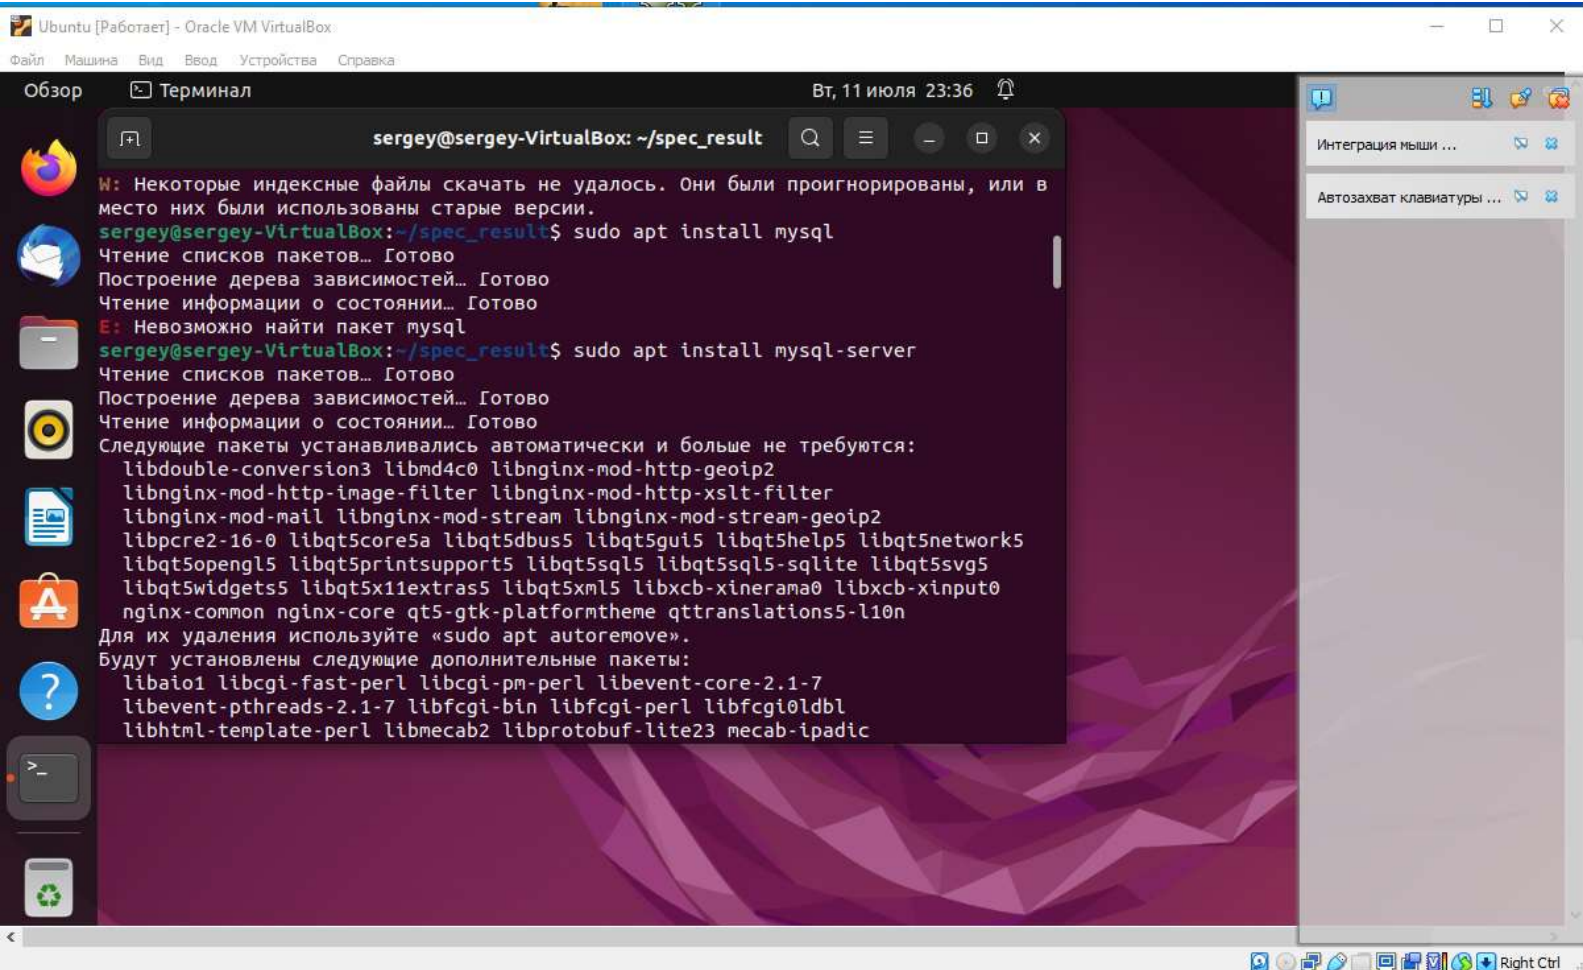 Ubuntu [Работает] - Oracle VM VirtualBox
Файл Машина Вид Ввод Устройства Справка
Обзор Терминал Вт, 11 июля 23:36
sergey@sergey-VirtualBox: ~/spec_result
W: Некоторые индексные файлы скачать не удалось. Они были проигнорированы, или в
место них были использованы старые версии.
sergey@sergey-VirtualBox:~/spec_result$ sudo apt install mysql
Чтение списков пакетов… Готово
Построение дерева зависимостей… Готово
Чтение информации о состоянии… Готово
E: Невозможно найти пакет mysql
sergey@sergey-VirtualBox:~/spec_result$ sudo apt install mysql-server
Чтение списков пакетов… Готово
Построение дерева зависимостей… Готово
Чтение информации о состоянии… Готово
Следующие пакеты устанавливались автоматически и больше не требуются:
libdouble-conversion3 libmd4c0 libnginx-mod-http-geoip2
libnginx-mod-http-image-filter libnginx-mod-http-xslt-filter
libnginx-mod-mail libnginx-mod-stream libnginx-mod-stream-geoip2
libpcre2-16-0 libqt5core5a libqt5dbus5 libqt5gui5 libqt5help5 libqt5network5
libqt5opengl5 libqt5printsupport5 libqt5sql5 libqt5sql5-sqlite libqt5svg5
libqt5widgets5 libqt5x11extras5 libqt5xml5 libxcb-xinerama0 libxcb-xinput0
nginx-common nginx-core qt5-gtk-platformtheme qttranslations5-l10n
Для их удаления используйте «sudo apt autoremove».
Будут установлены следующие дополнительные пакеты:
libaio1 libcgi-fast-perl libcgi-pm-perl libevent-core-2.1-7
libevent-pthreads-2.1-7 libfcgi-bin libfcgi-perl libfcgi0ldbl
libhtml-template-perl libmecab2 libprotobuf-lite23 mecab-ipadic
Интеграция мыши ...
Автозахват клавиатуры ...
Right Ctrl